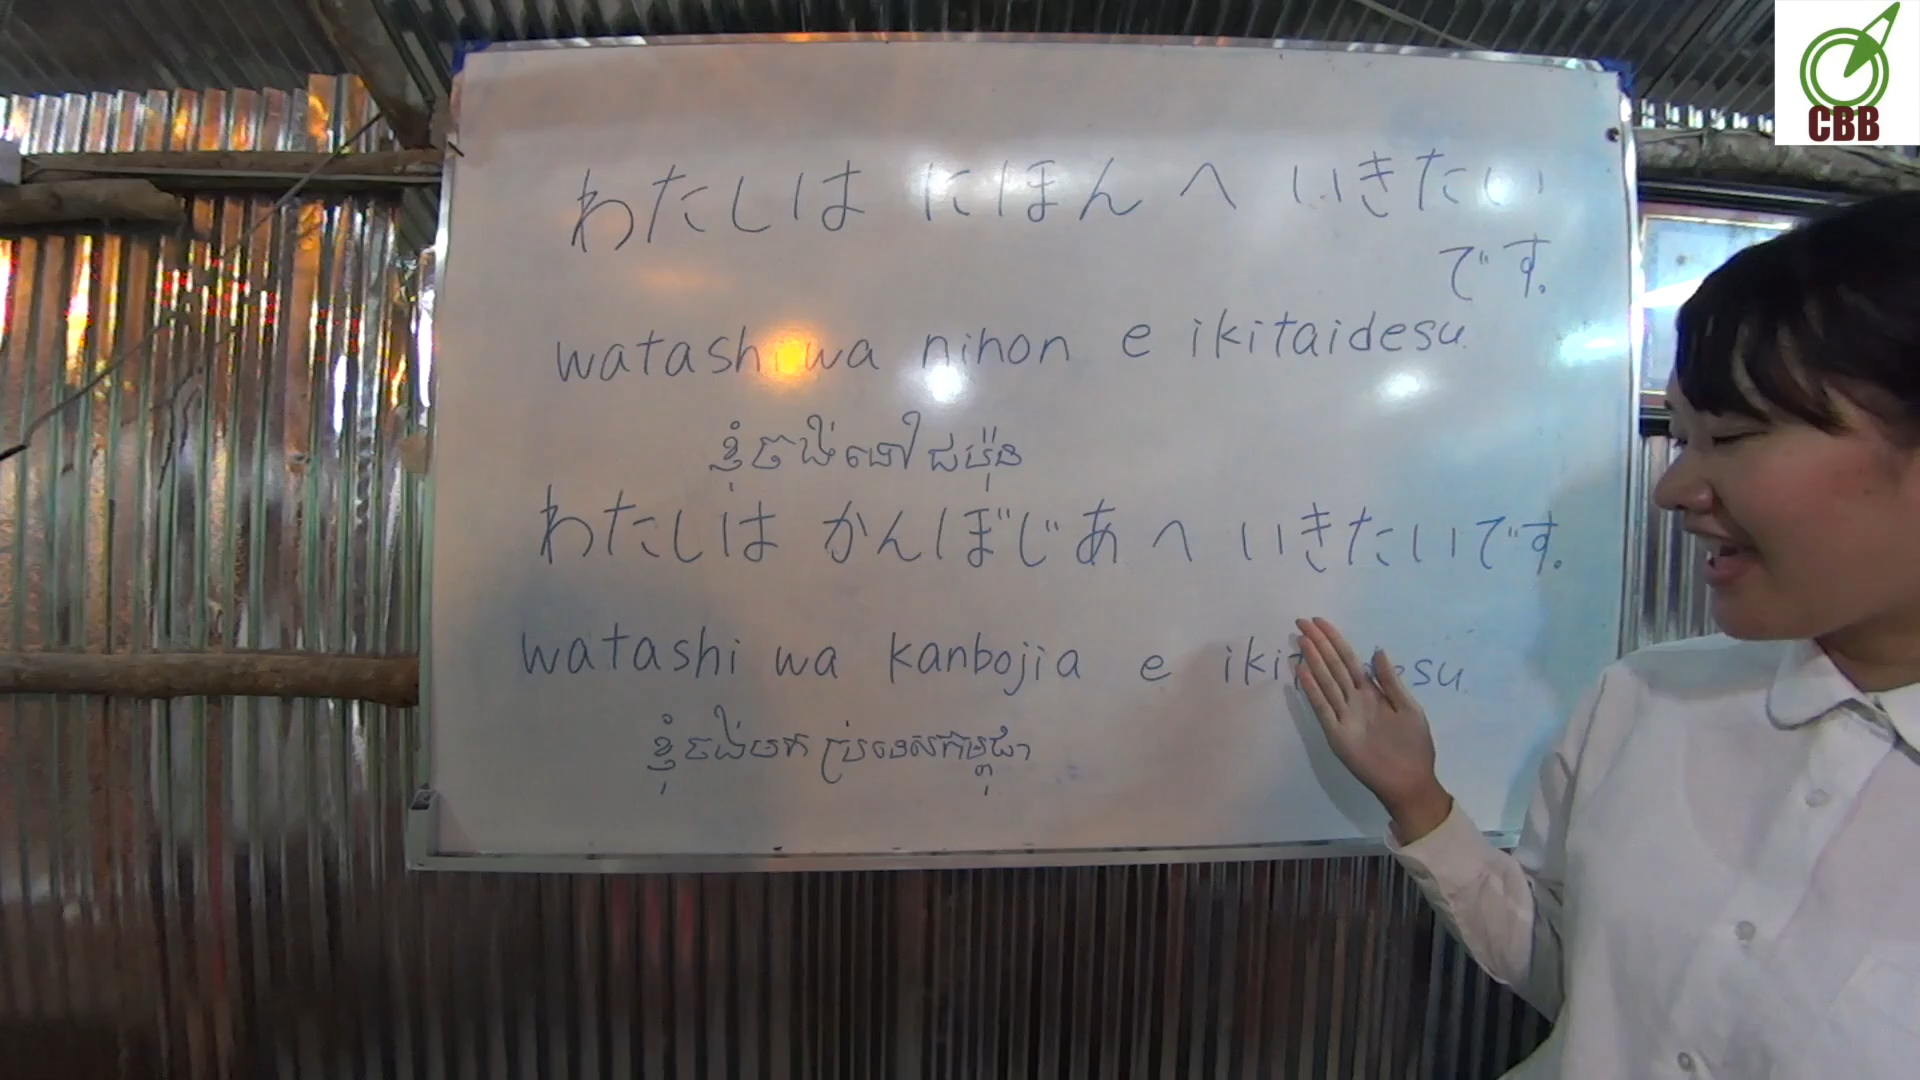 CBB
わたしは にほん へ いきたい
です。
watashi wa nihon e ikitaidesu.
ខ្ញុំចង់ទៅជប៉ុន
わたしは かんぼじあ へ いきたいです。
watashi wa kanbojia e desu.
ខ្ញុំចង់មកប្រទេសកម្ពុជា